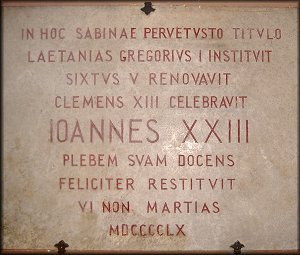 IN HOC SABINAE PERVETVSTO TITVLO
LAETANIAS GREGORIVS I INSTITVIT
SIXTVS V RENOVAVIT
CLEMENS XIII CELEBRAVIT
IOANNES XXIII
PLEBEM SVAM DOCENS
FELICITER RESTITVIT
VI NON MARTIAS
MDCCCCLX